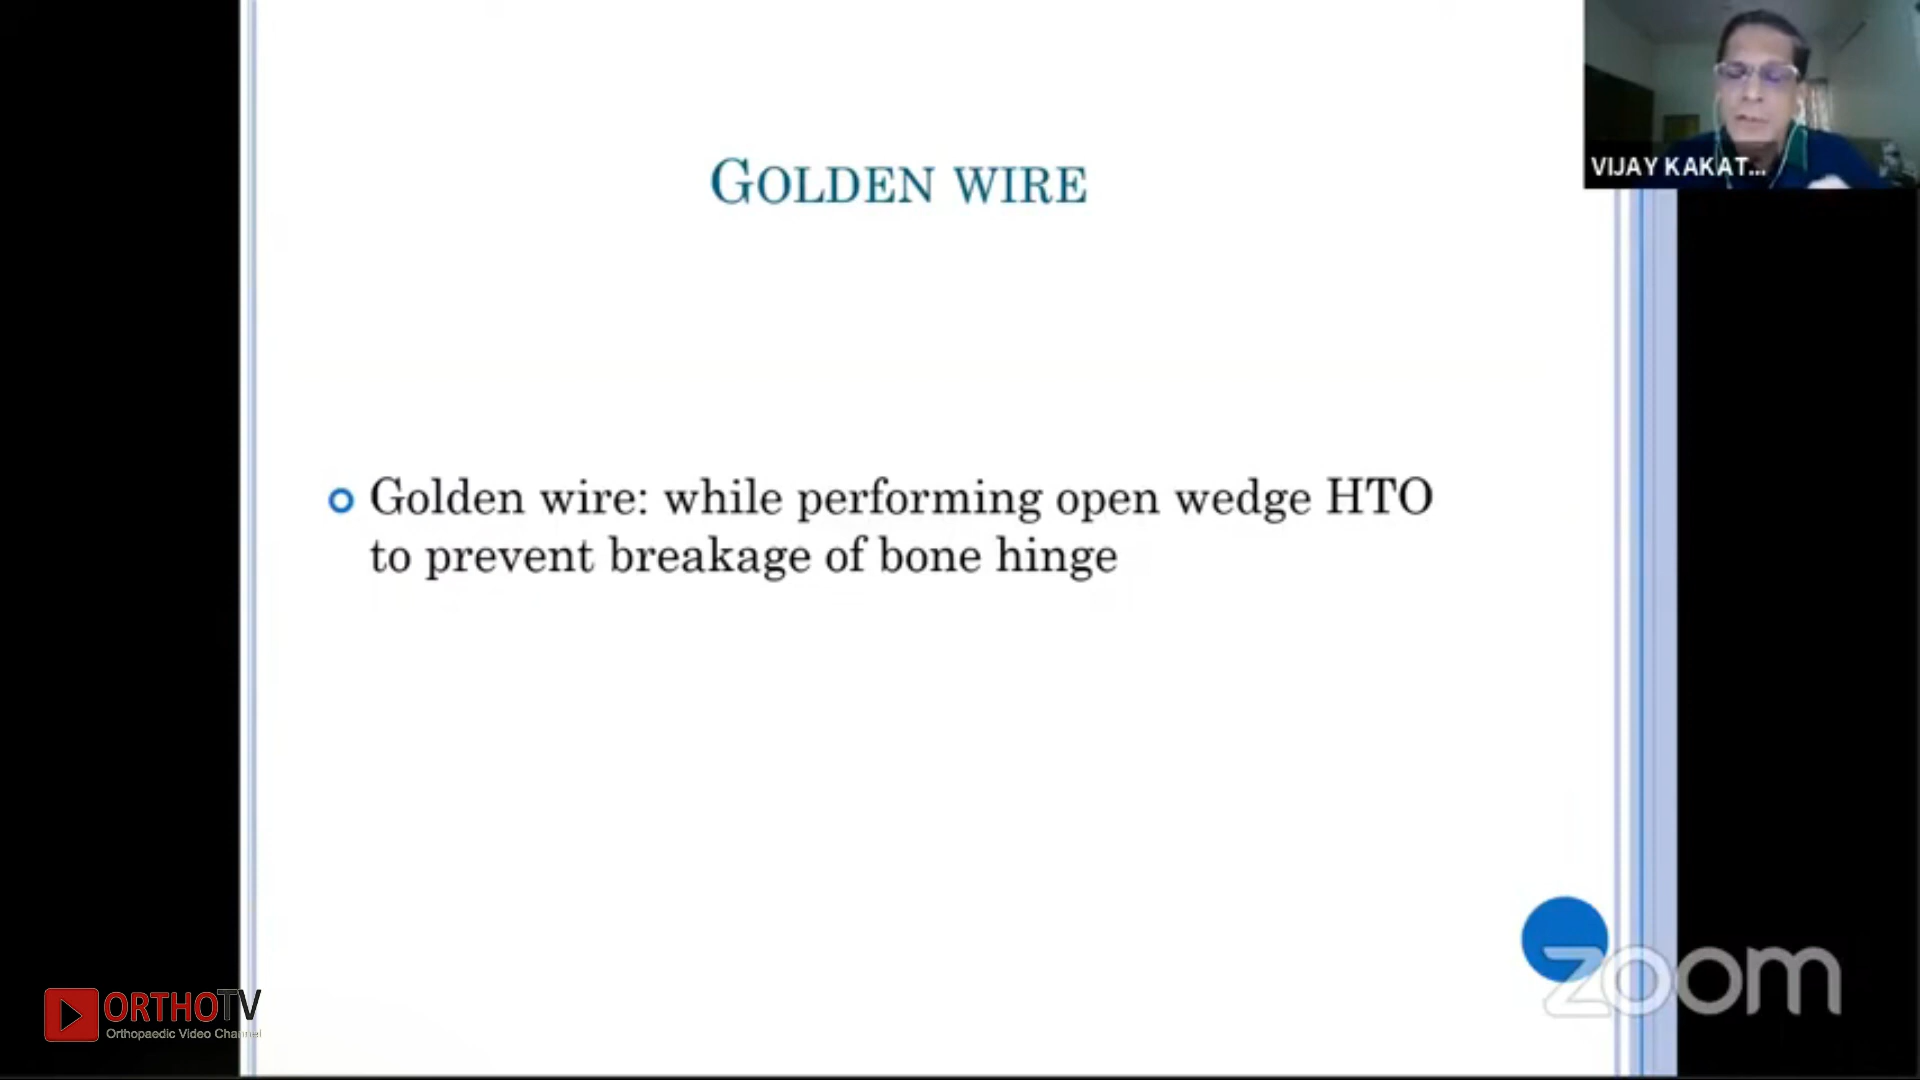 VIJAY KAKAT...
GOLDEN WIRE
Golden wire: while performing open wedge HTO
to prevent breakage of bone hinge
zoom
ORTHOTV
Orthopaedic Video Channel